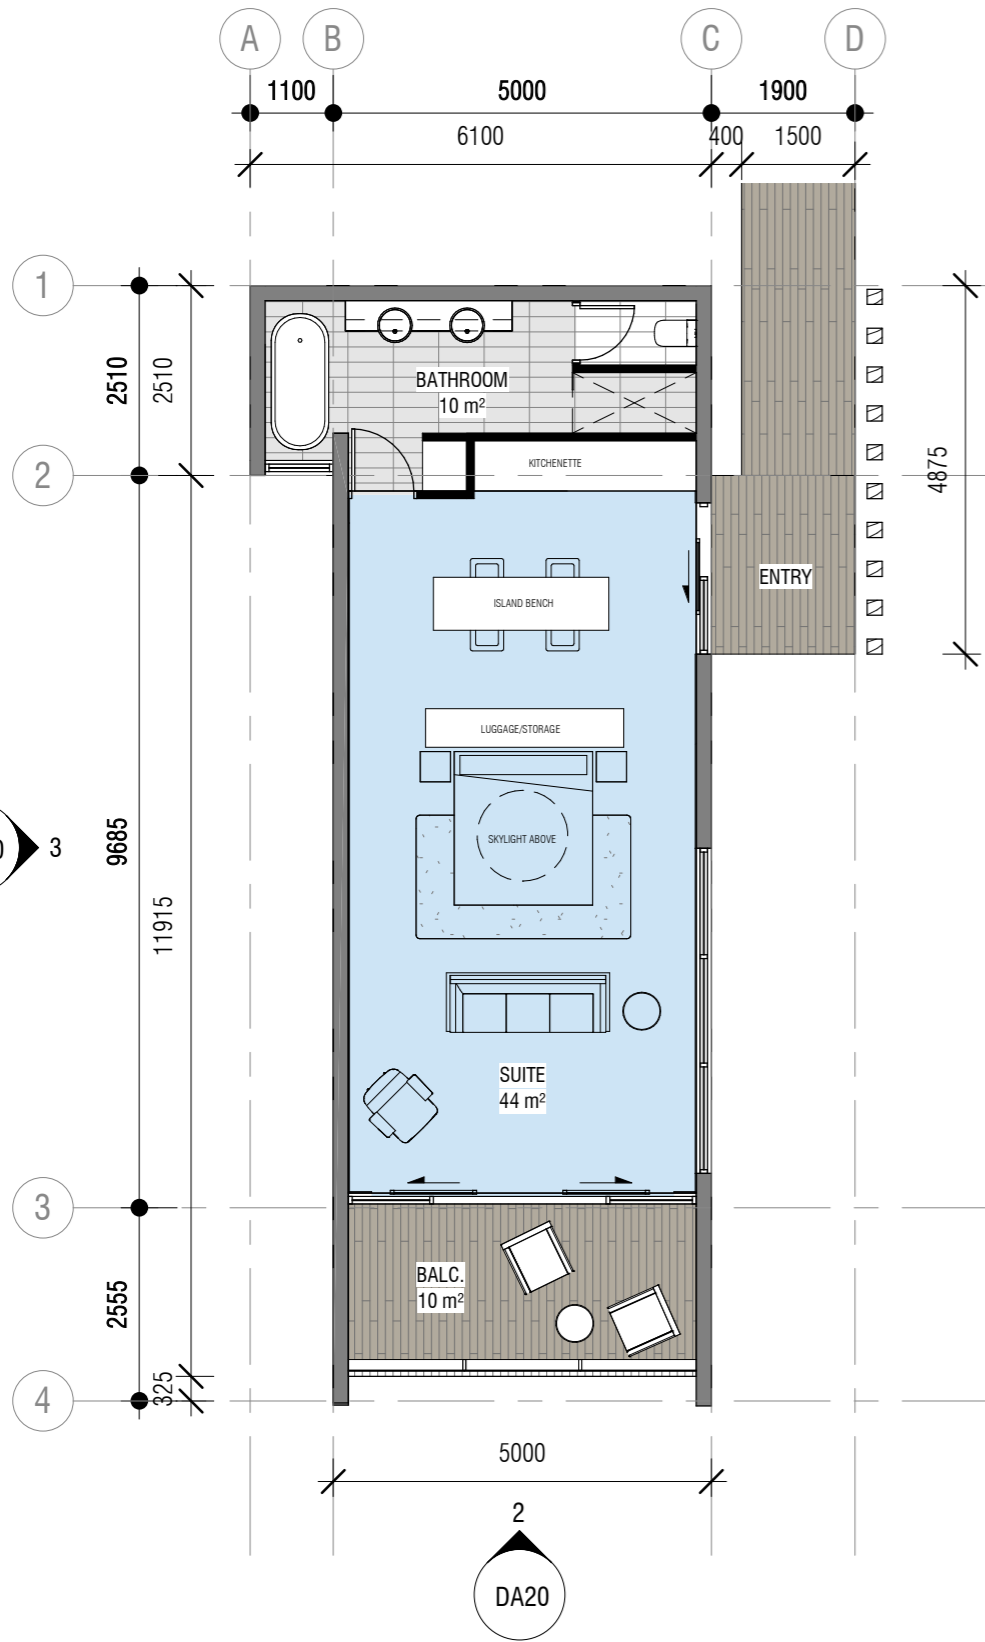 A B C D
1100 5000 1900
6100 400 1500
1
2510 2510
BATHROOM
10 m²
KITCHENETTE
2
4875
ISLAND BENCH
ENTRY
LUGGAGE/STORAGE
SKYLIGHT ABOVE
3
9685
11915
SUITE
44 m²
3
BALC.
10 m²
2555
325
4
5000
2
DA20